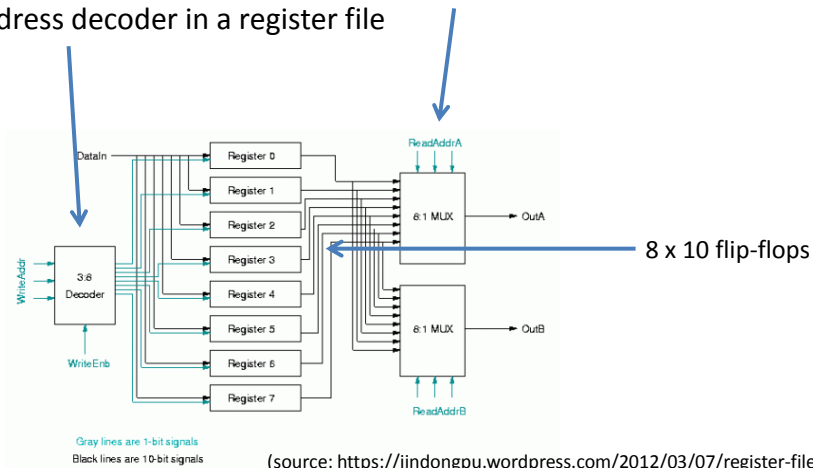 dress decoder in a register file
ReadAddrA
DataIn
Register 0
Register 1
8:1 MUX
OutA
Register 2
Register 3
8 x 10 flip-flops
WriteAddr
3:8
Decoder
Register 4
Register 5
8:1 MUX
OutB
Register 6
WriteEnb
Register 7
ReadAddrB
Gray lines are 1-bit signals
Black lines are 10-bit signals
(source: https://jindongpu.wordpress.com/2012/03/07/register-file